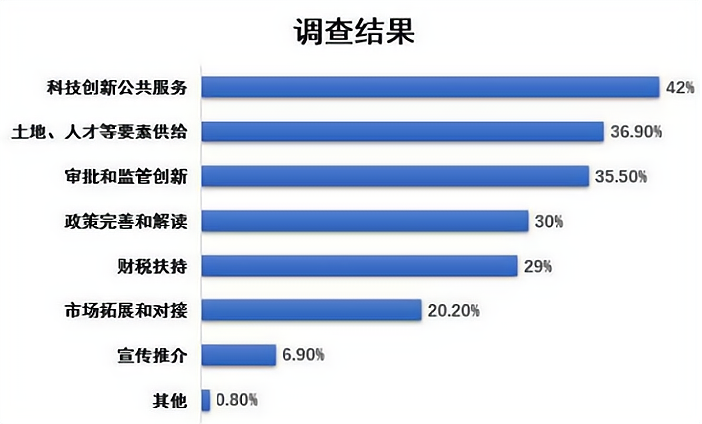 调查结果
科技创新公共服务 42%
土地、人才等要素供给 36.90%
审批和监管创新 35.50%
政策完善和解读 30%
财税扶持 29%
市场拓展和对接 20.20%
宣传推介 6.90%
其他 0.80%